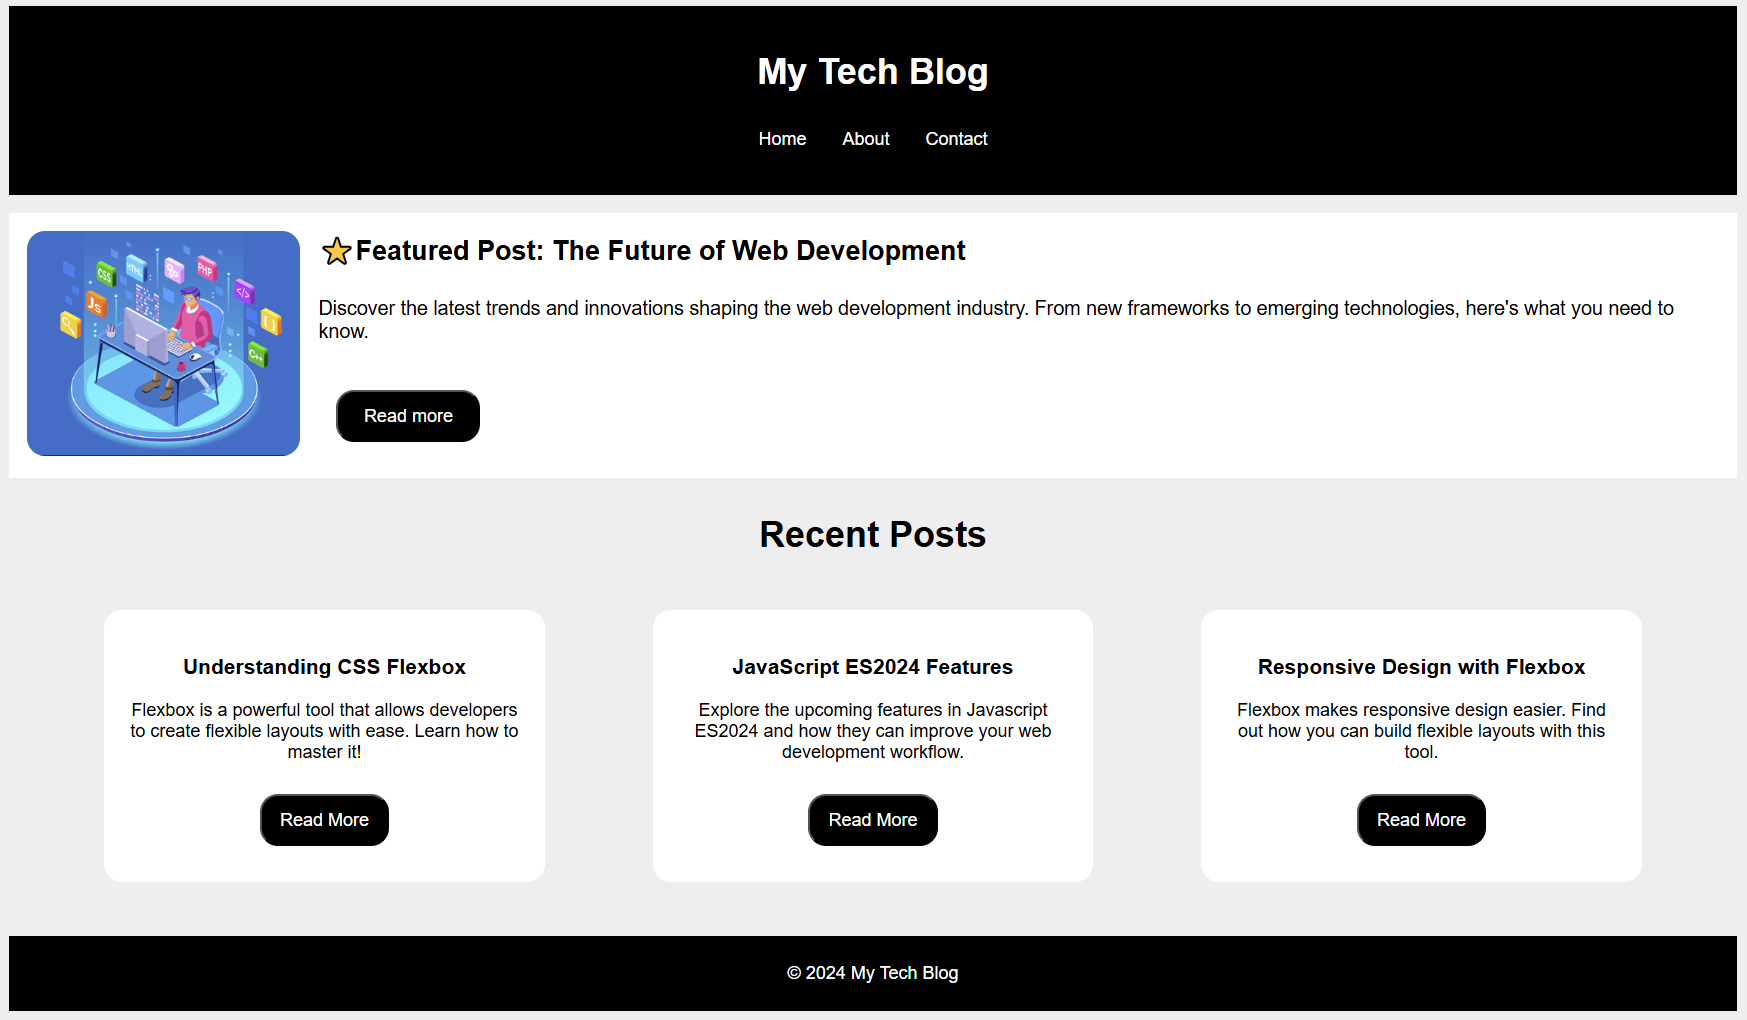 My Tech Blog
Home About Contact
CSS
HTML
PHP
Js
</>
{ }
C++
⭐Featured Post: The Future of Web Development
Discover the latest trends and innovations shaping the web development industry. From new frameworks to emerging technologies, here's what you need to
know.
Read more
Recent Posts
Understanding CSS Flexbox
Flexbox is a powerful tool that allows developers
to create flexible layouts with ease. Learn how to
master it!
Read More
JavaScript ES2024 Features
Explore the upcoming features in Javascript
ES2024 and how they can improve your web
development workflow.
Read More
Responsive Design with Flexbox
Flexbox makes responsive design easier. Find
out how you can build flexible layouts with this
tool.
Read More
© 2024 My Tech Blog